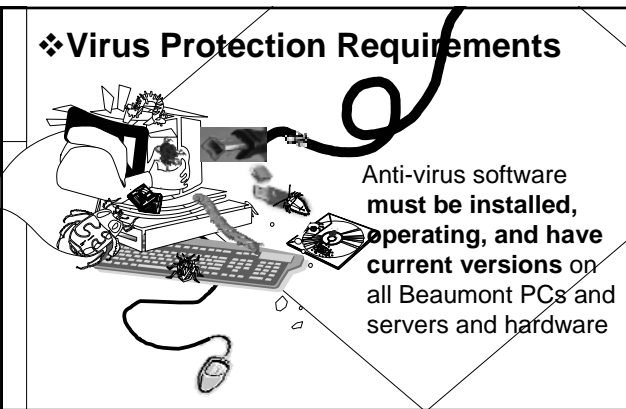 ❖Virus Protection Requirements
Anti-virus software
must be installed,
operating, and have
current versions on
all Beaumont PCs and
servers and hardware